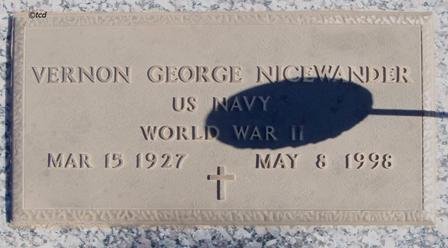 ©tcd
VERNON GEORGE NICEWANDER
US NAVY
WORLD WAR II
MAR 15 1927 MAY 8 1998